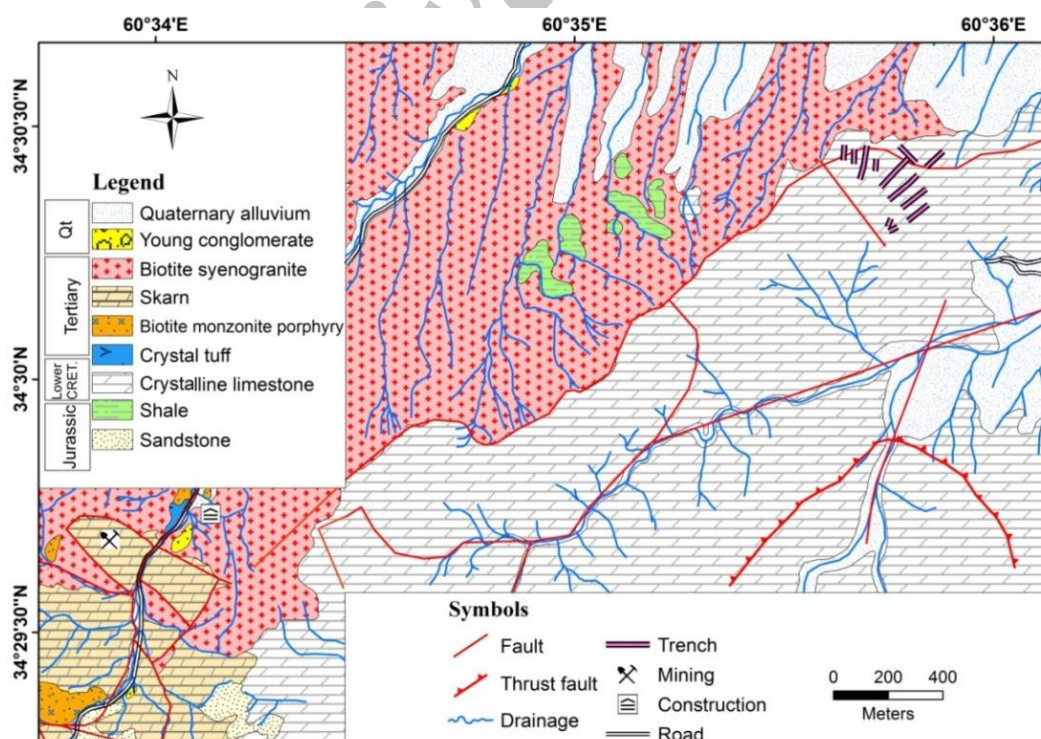 60°34'E 60°35'E 60°36'E
34°30'30''N
34°30'N
34°29'30''N
N
Legend
Qt
Quaternary alluvium
Young conglomerate
Tertiary
Biotite syenogranite
Skarn
Biotite monzonite porphyry
Crystal tuff
Lower
CRET.
Crystalline limestone
Jurassic
Shale
Sandstone
Symbols
Fault
Thrust fault
Drainage
Trench
Mining
Construction
Road
0 200 400
Meters